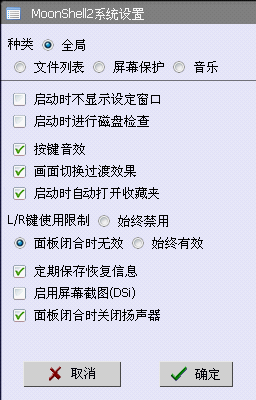 MoonShell2系统设置
种类 全局
文件列表 屏幕保护 音乐
启动时不显示设定窗口
启动时进行磁盘检查
按键音效
画面切换过渡效果
启动时自动打开收藏夹
L/R键使用限制 始终禁用
面板闭合时无效 始终有效
定期保存恢复信息
启用屏幕截图(DSi)
面板闭合时关闭扬声器
取消 确定